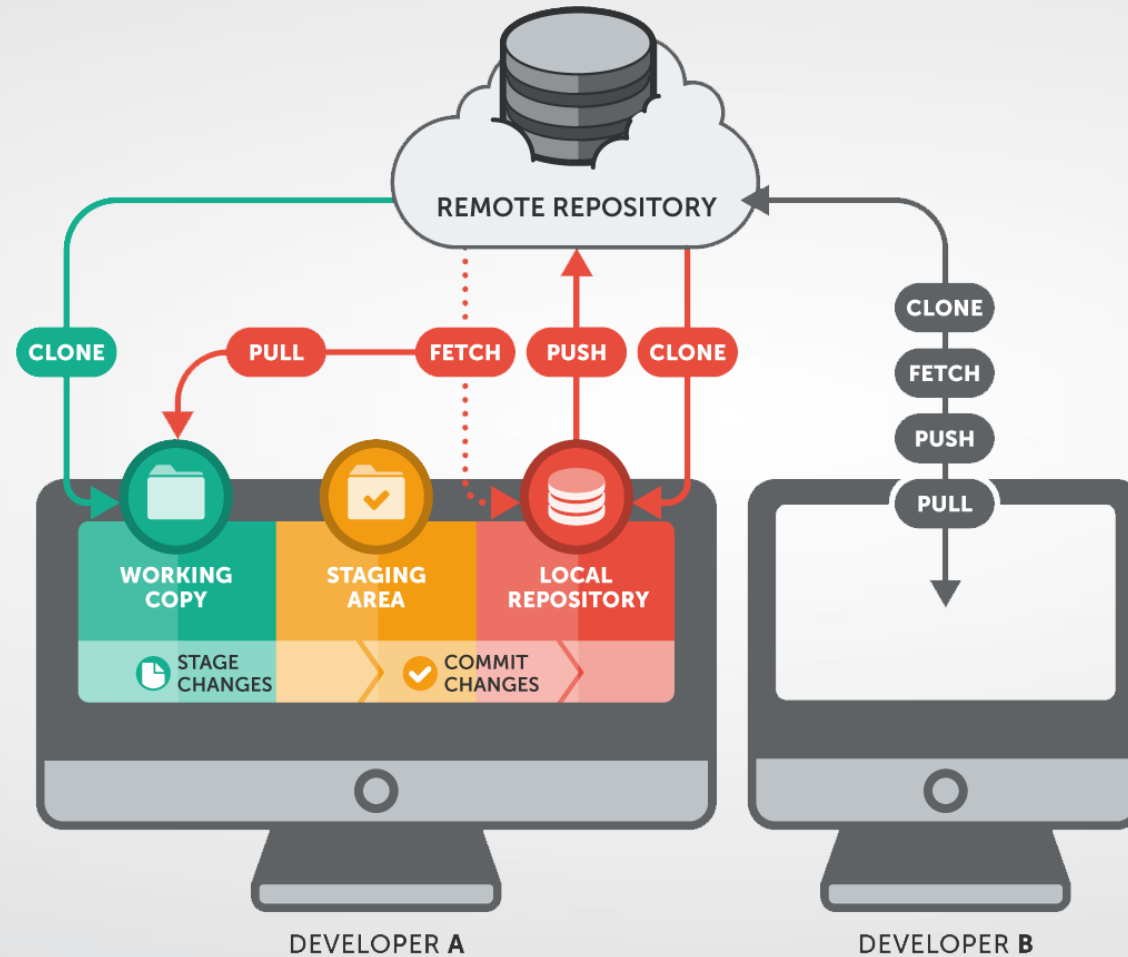 REMOTE REPOSITORY
CLONE
PULL
FETCH
PUSH
CLONE
CLONE
FETCH
PUSH
PULL
WORKING
COPY
STAGING
AREA
LOCAL
REPOSITORY
STAGE
CHANGES
COMMIT
CHANGES
DEVELOPER A
DEVELOPER B